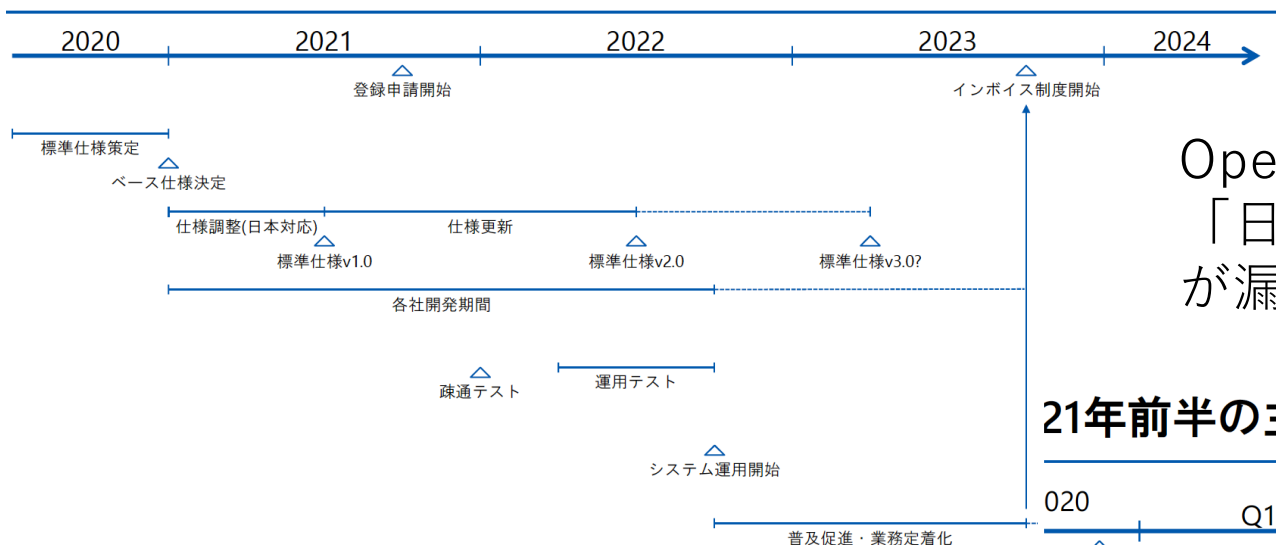 2020 2021 2022 2023 2024
登録申請開始 インボイス制度開始
標準仕様策定
ベース仕様決定
仕様調整(日本対応) 仕様更新
標準仕様v1.0 標準仕様v2.0 標準仕様v3.0?
各社開発期間
疎通テスト 運用テスト
システム運用開始
普及促進・業務定着化
Ope
「日
が漏
21年前半の主
020
Q1